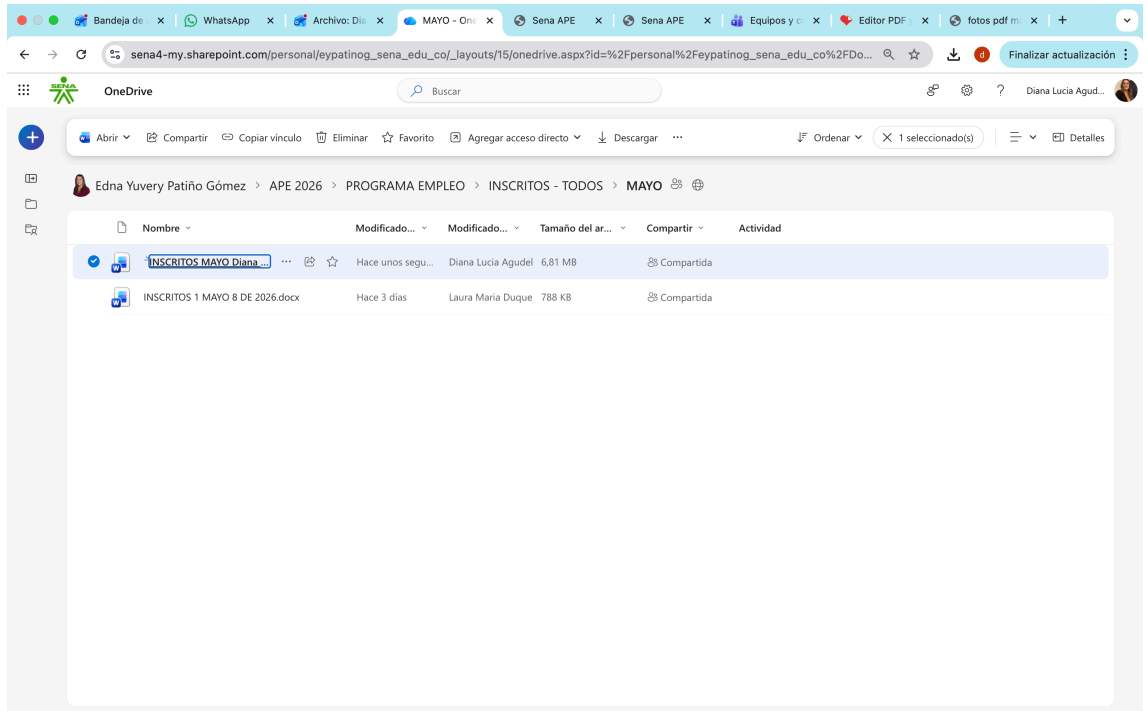 Bandeja de
WhatsApp
Archivo: Dia
MAYO - One
Sena APE
Sena APE
Equipos y c
Editor PDF y
fotos pdf m
sena4-my.sharepoint.com/personal/eypatinog_sena_edu_co/_layouts/15/onedrive.aspx?id=%2Fpersonal%2Feypatinog_sena_edu_co%2FDo...
d
Finalizar actualización
SENA
OneDrive
Buscar
Diana Lucia Agud...
Abrir
Compartir
Copiar vínculo
Eliminar
Favorito
Agregar acceso directo
Descargar
Ordenar
1 seleccionado(s)
Detalles
Edna Yuvery Patiño Gómez > APE 2026 > PROGRAMA EMPLEO > INSCRITOS - TODOS > MAYO
Nombre Modificado... Modificado... Tamaño del ar... Compartir Actividad
INSCRITOS MAYO Diana ... Hace unos segu... Diana Lucia Agudel 6,81 MB Compartida
INSCRITOS 1 MAYO 8 DE 2026.docx Hace 3 días Laura Maria Duque 788 KB Compartida